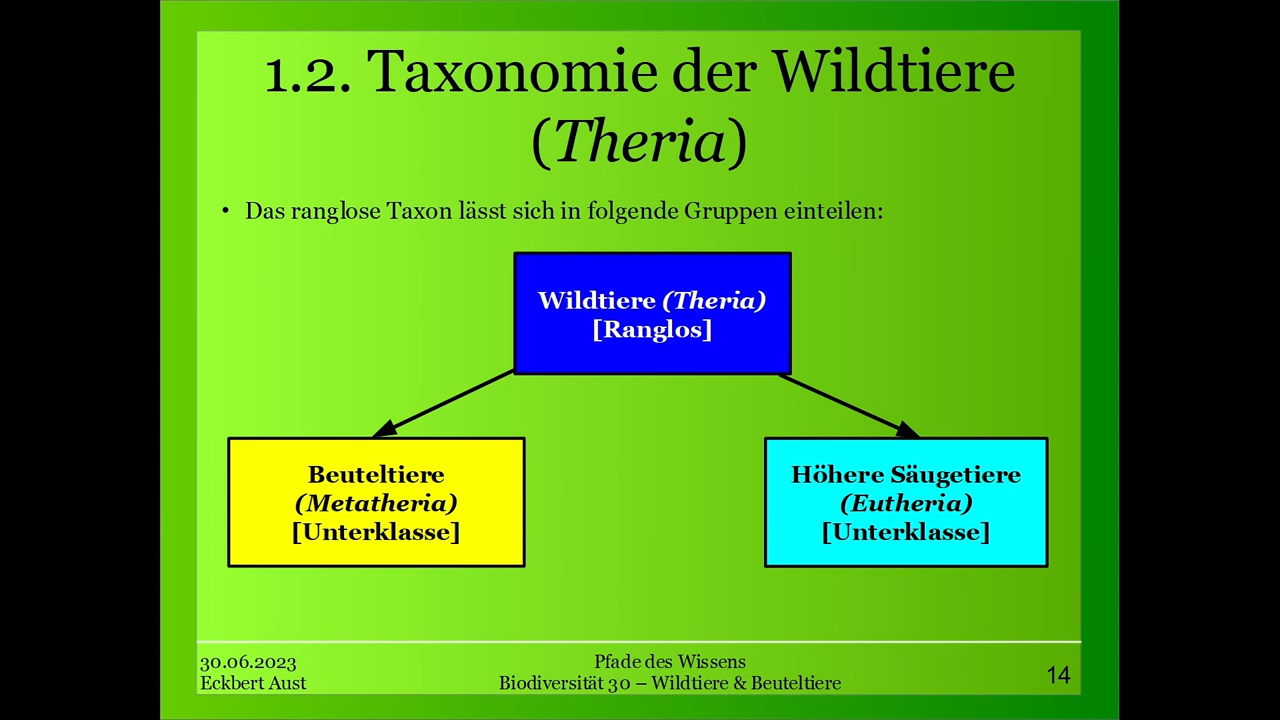 1.2. Taxonomie der Wildtiere
(Theria)
• Das ranglose Taxon lässt sich in folgende Gruppen einteilen:
Wildtiere (Theria)
[Ranglos]
Beuteltiere
(Metatheria)
[Unterklasse]
Höhere Säugetiere
(Eutheria)
[Unterklasse]
30.06.2023
Eckbert Aust
Pfade des Wissens
Biodiversität 30 – Wildtiere & Beuteltiere
14